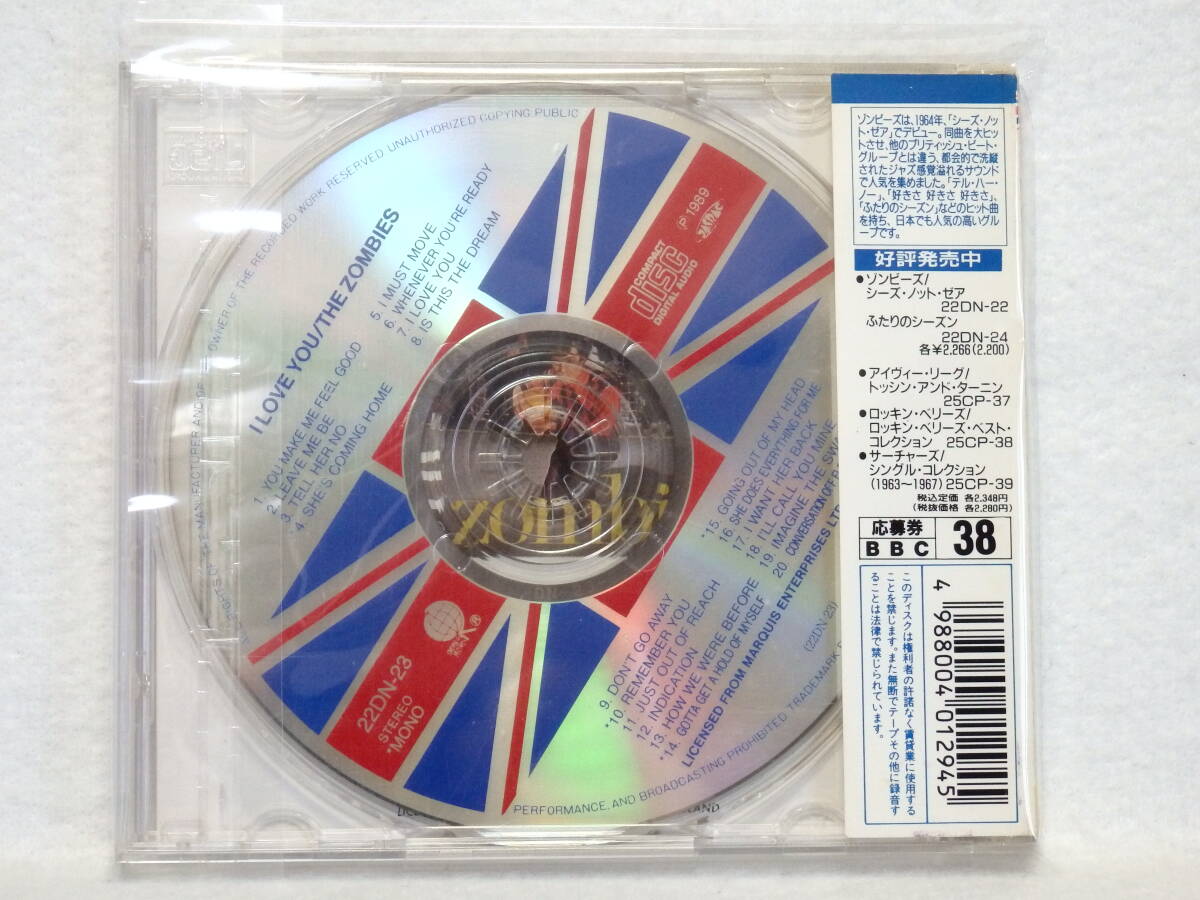 I LOVE YOU/THE ZOMBIES
1. YOU MAKE ME FEEL GOOD
2. LEAVE ME BE
3. TELL HER NO
4. SHE'S COMING HOME
5. I MUST MOVE
6. WHENEVER YOU'RE READY
7. I LOVE YOU
8. IS THIS THE DREAM
Ⓟ 1989
JASRAC
COMPACT
disc
DIGITAL AUDIO
9. DON'T GO AWAY
*10. REMEMBER YOU
11. JUST OUT OF REACH
12. INDICATION
13. HOW WE WERE BEFORE
*14. GOTTA GET A HOLD OF MYSELF
*15. GOING OUT OF MY HEAD
16. SHE DOES EVERYTHING FOR ME
17. I WANT HER BACK
18. I'LL CALL YOU MINE
19. IMAGINE THE SWA
20. CONVERSATION OFF
LICENSED FROM MARQUIS ENTERPRISES LTD
(22DN-23)
22DN-23
STEREO
*MONO
MANUFACTURER AND OWNER OF THE RECORDED WORK RESERVED. UNAUTHORIZED COPYING PUBLIC
PERFORMANCE, AND BROADCASTING PROHIBITED. TRADEMARK
zombi
ゾンビーズは、1964年、「シーズ・ノッ
ト・ゼア」でデビュー。同曲を大ヒッ
トさせ、他のブリティッシュ・ビート・
グループとは違う、都会的で洗練
されたジャズ感覚溢れるサウンド
で人気を集めました。「テル・ハー・
ノー」、「好きさ 好きさ 好きさ」、
「ふたりのシーズン」などのヒット曲
を持ち、日本でも人気の高いグル
ープです。
好評発売中
●ゾンビーズ/
シーズ・ノット・ゼア
22DN-22
ふたりのシーズン
22DN-24
各¥2,266(2,200)
●アイヴィー・リーグ/
トッシン・アンド・ターニン
25CP-37
●ロッキン・ベリーズ/
ロッキン・ベリーズ・ベスト・
コレクション 25CP-38
●サーチャーズ/
シングル・コレクション
(1963～1967) 25CP-39
税込定価 各2,348円
(税抜価格 各2,280円)
応募券
BBC
38
このディスクは権利者の許諾なく賃貸業に使用する
ことを禁じます。また無断でテープその他に録音す
ることは法律で禁じられています。
4 988004 012945